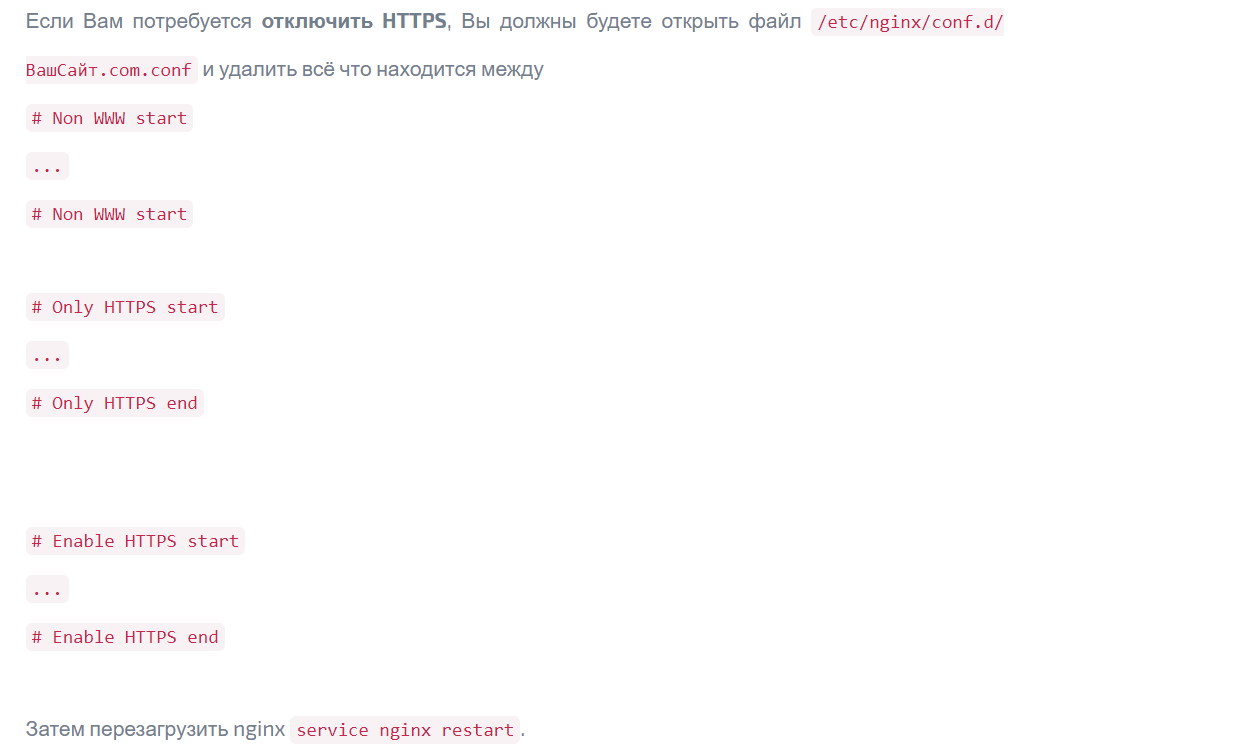 Если Вам потребуется отключить HTTPS, Вы должны будете открыть файл /etc/nginx/conf.d/
ВашСайт.com.conf и удалить всё что находится между
# Non WWW start
...
# Non WWW start
# Only HTTPS start
...
# Only HTTPS end
# Enable HTTPS start
...
# Enable HTTPS end
Затем перезагрузить nginx service nginx restart.